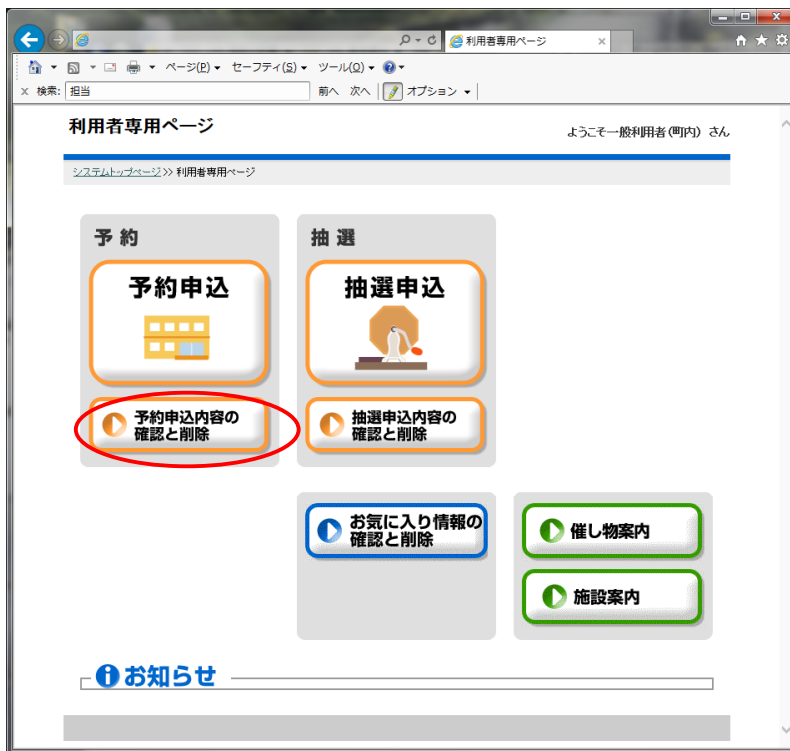 利用者専用ページ
ページ(P) セーフティ(S) ツール(O)
検索: 担当 前へ 次へ オプション
利用者専用ページ
ようこそ一般利用者(町内) さん
システムトップページ>> 利用者専用ページ
予約
抽選
予約申込
抽選申込
予約申込内容の
確認と削除
抽選申込内容の
確認と削除
お気に入り情報の
確認と削除
催し物案内
施設案内
お知らせ